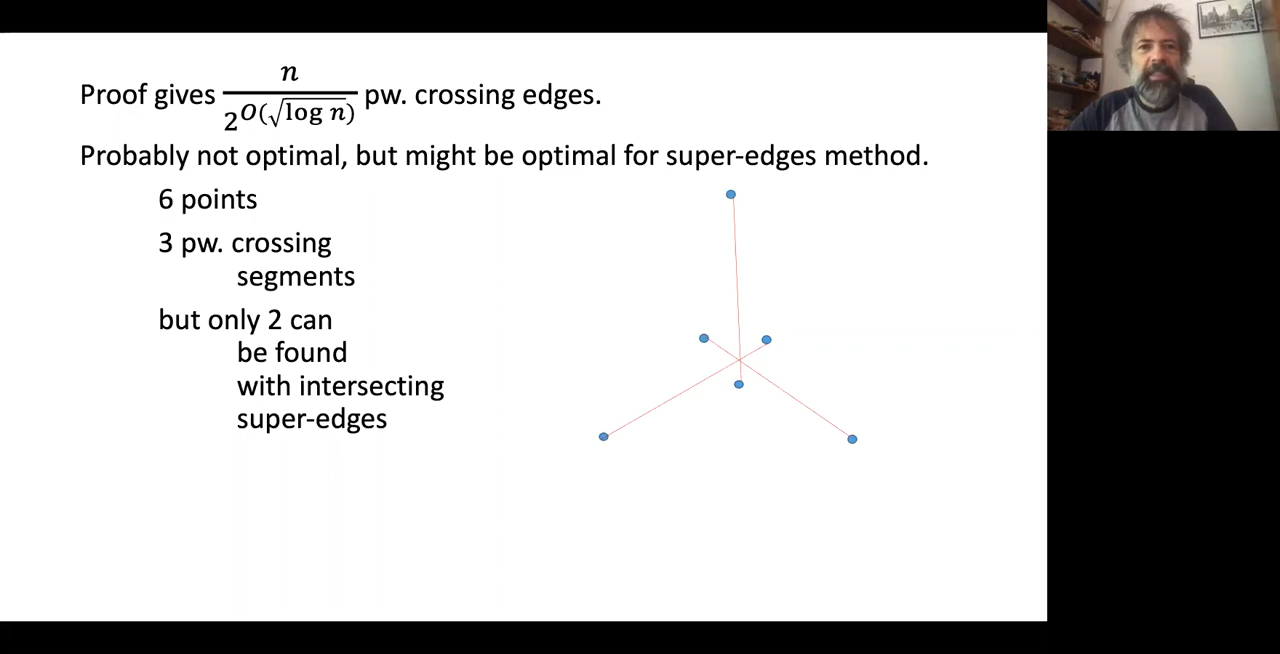 Proof gives n / 2^O(√log n) pw. crossing edges.
Probably not optimal, but might be optimal for super-edges method.
6 points
3 pw. crossing
segments
but only 2 can
be found
with intersecting
super-edges